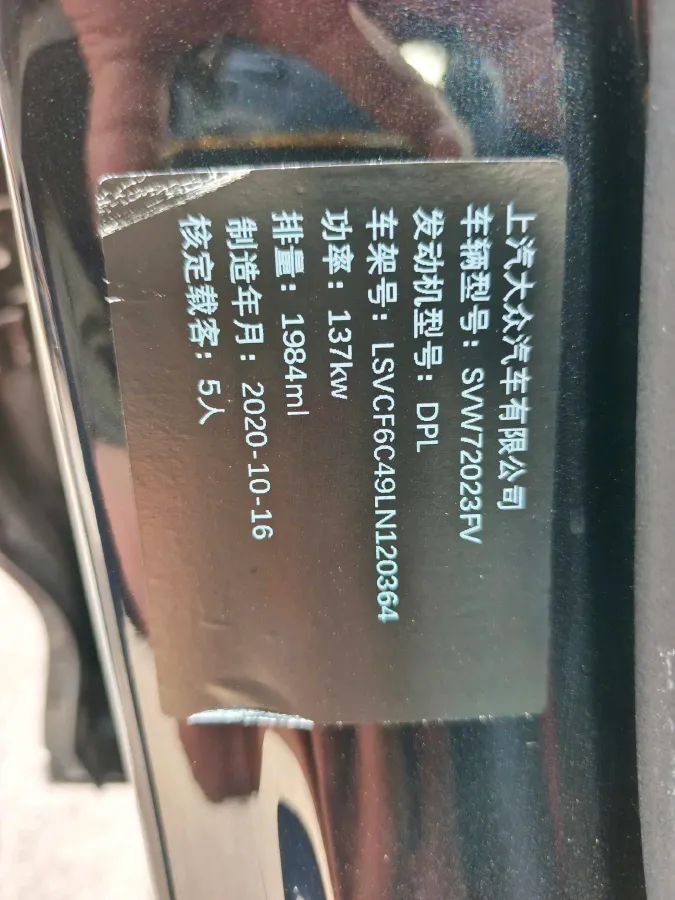 上汽大众汽车有限公司
车辆型号：SVW72023FV
发动机型号：DPL
车架号：LSVCF6C49LN120364
功率：137kw
排量：1984ml
制造年月：2020-10-16
核定载客：5人